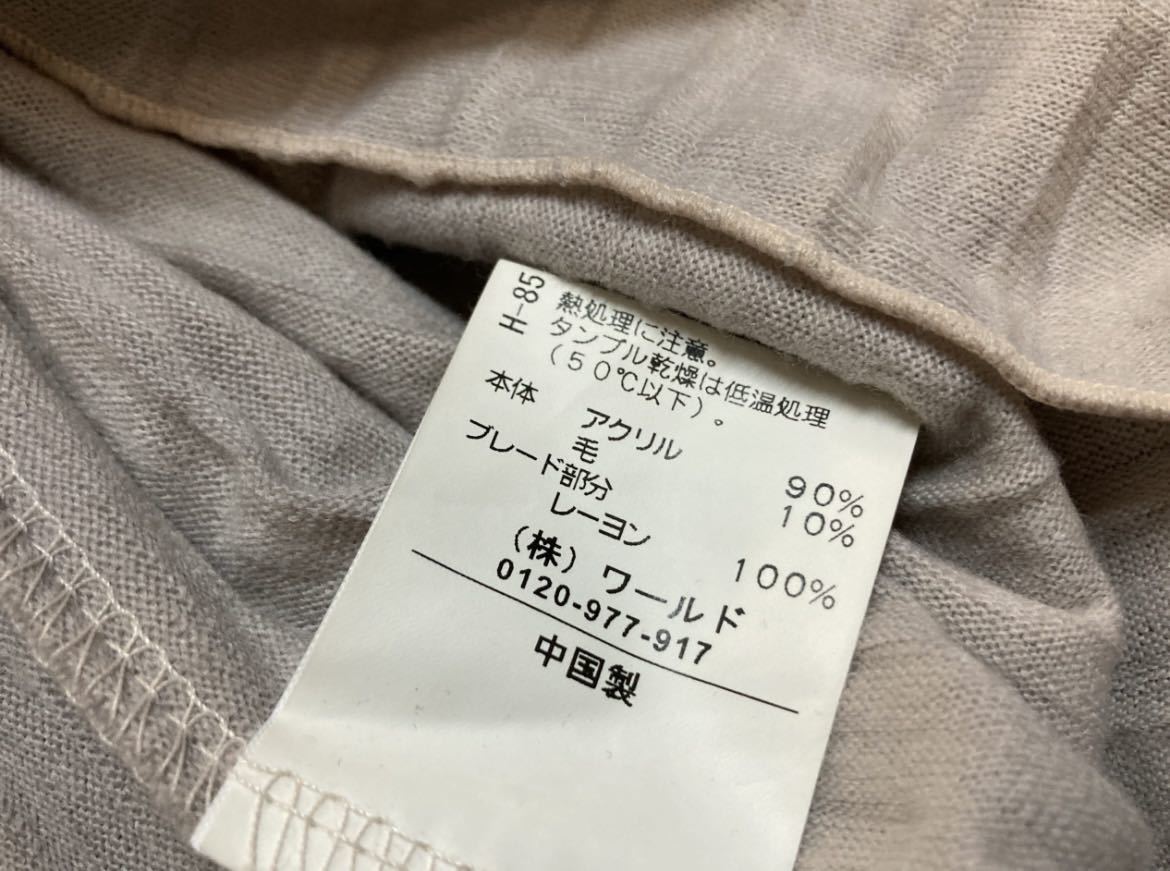 H-85
熱処理に注意。
タンブル乾燥は低温処理
(50℃以下)。
本体
アクリル 90%
毛 10%
ブレード部分
レーヨン 100%
(株)ワールド
0120-977-917
中国製